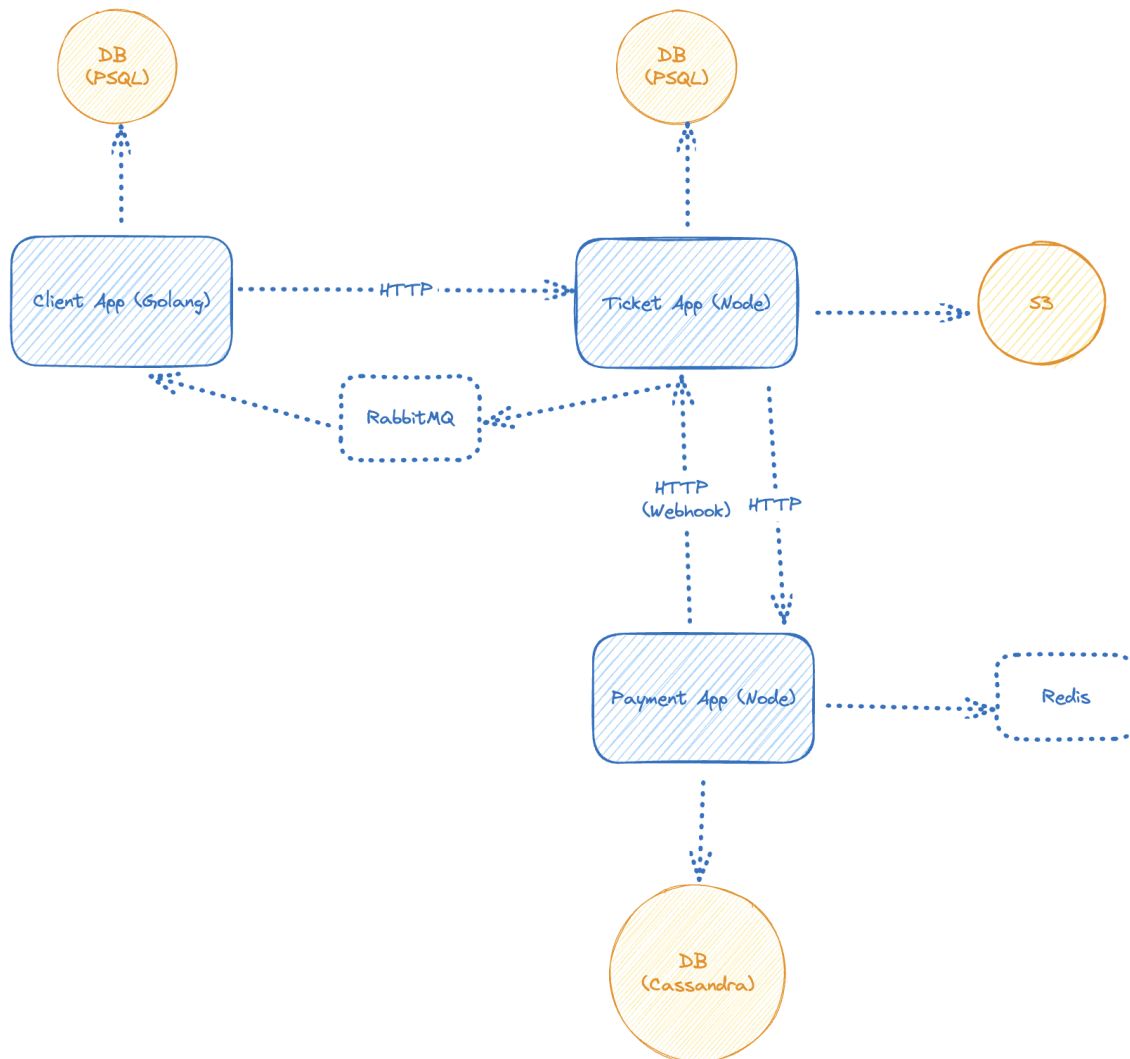 DB
(PSQL)
DB
(PSQL)
Client App (Golang)
HTTP
Ticket App (Node)
S3
RabbitMQ
HTTP
(Webhook)
HTTP
Payment App (Node)
Redis
DB
(Cassandra)